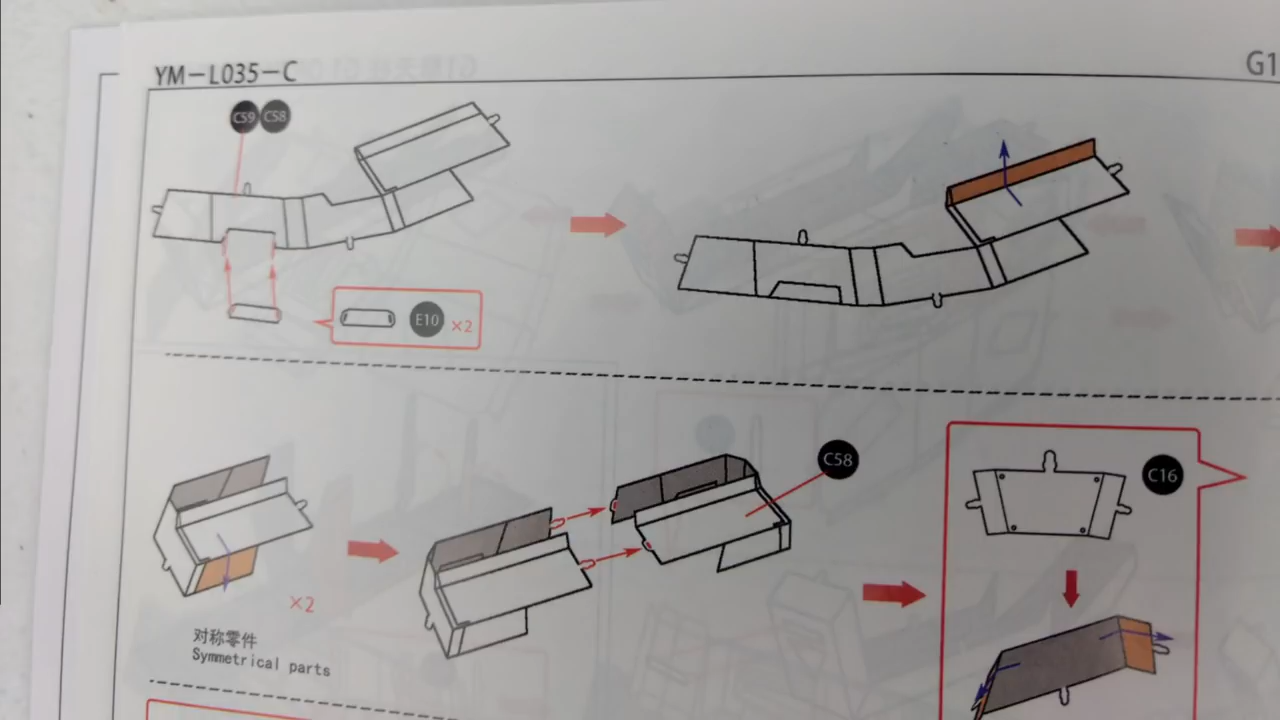 YM-L035-C
G1
C59 C58
E10 ×2
C58
C16
×2
对称零件
Symmetrical parts